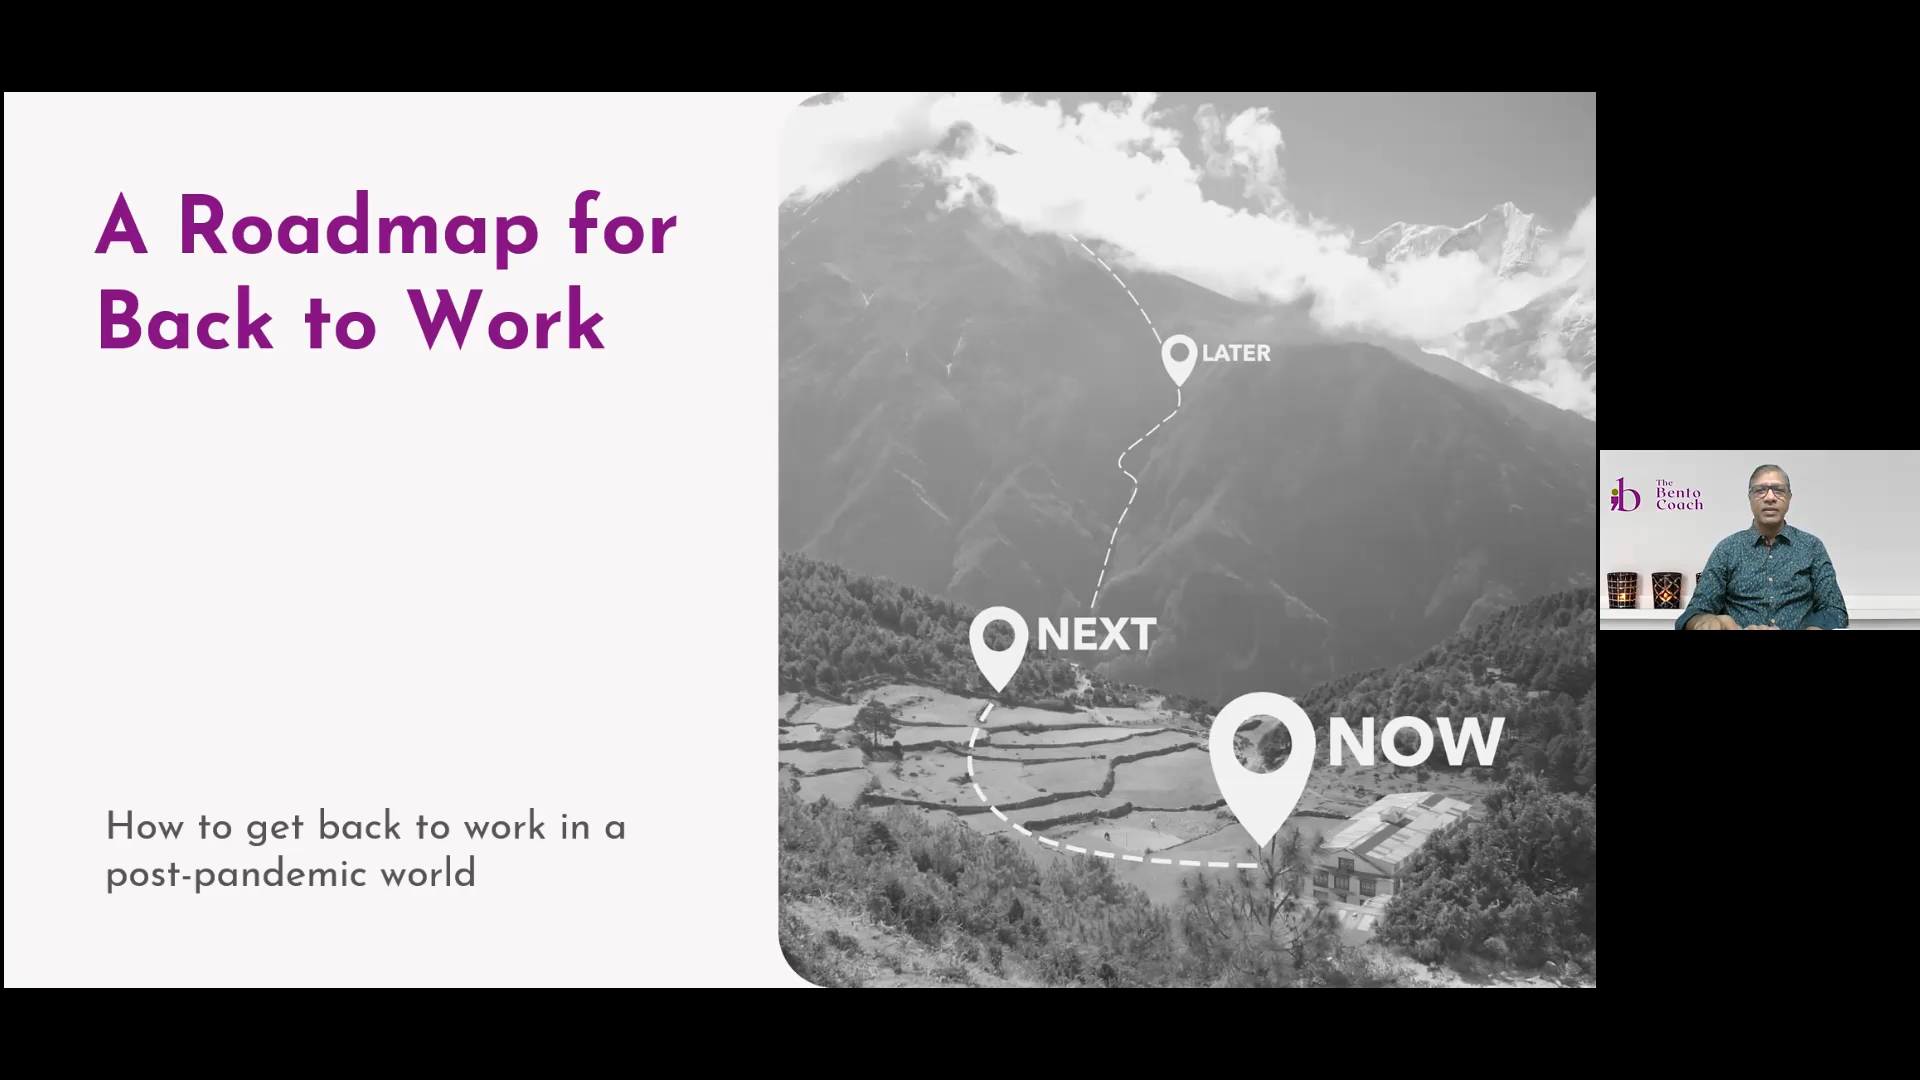 A Roadmap for
Back to Work
How to get back to work in a
post-pandemic world
LATER
NEXT
NOW
b
The
Bento
Coach